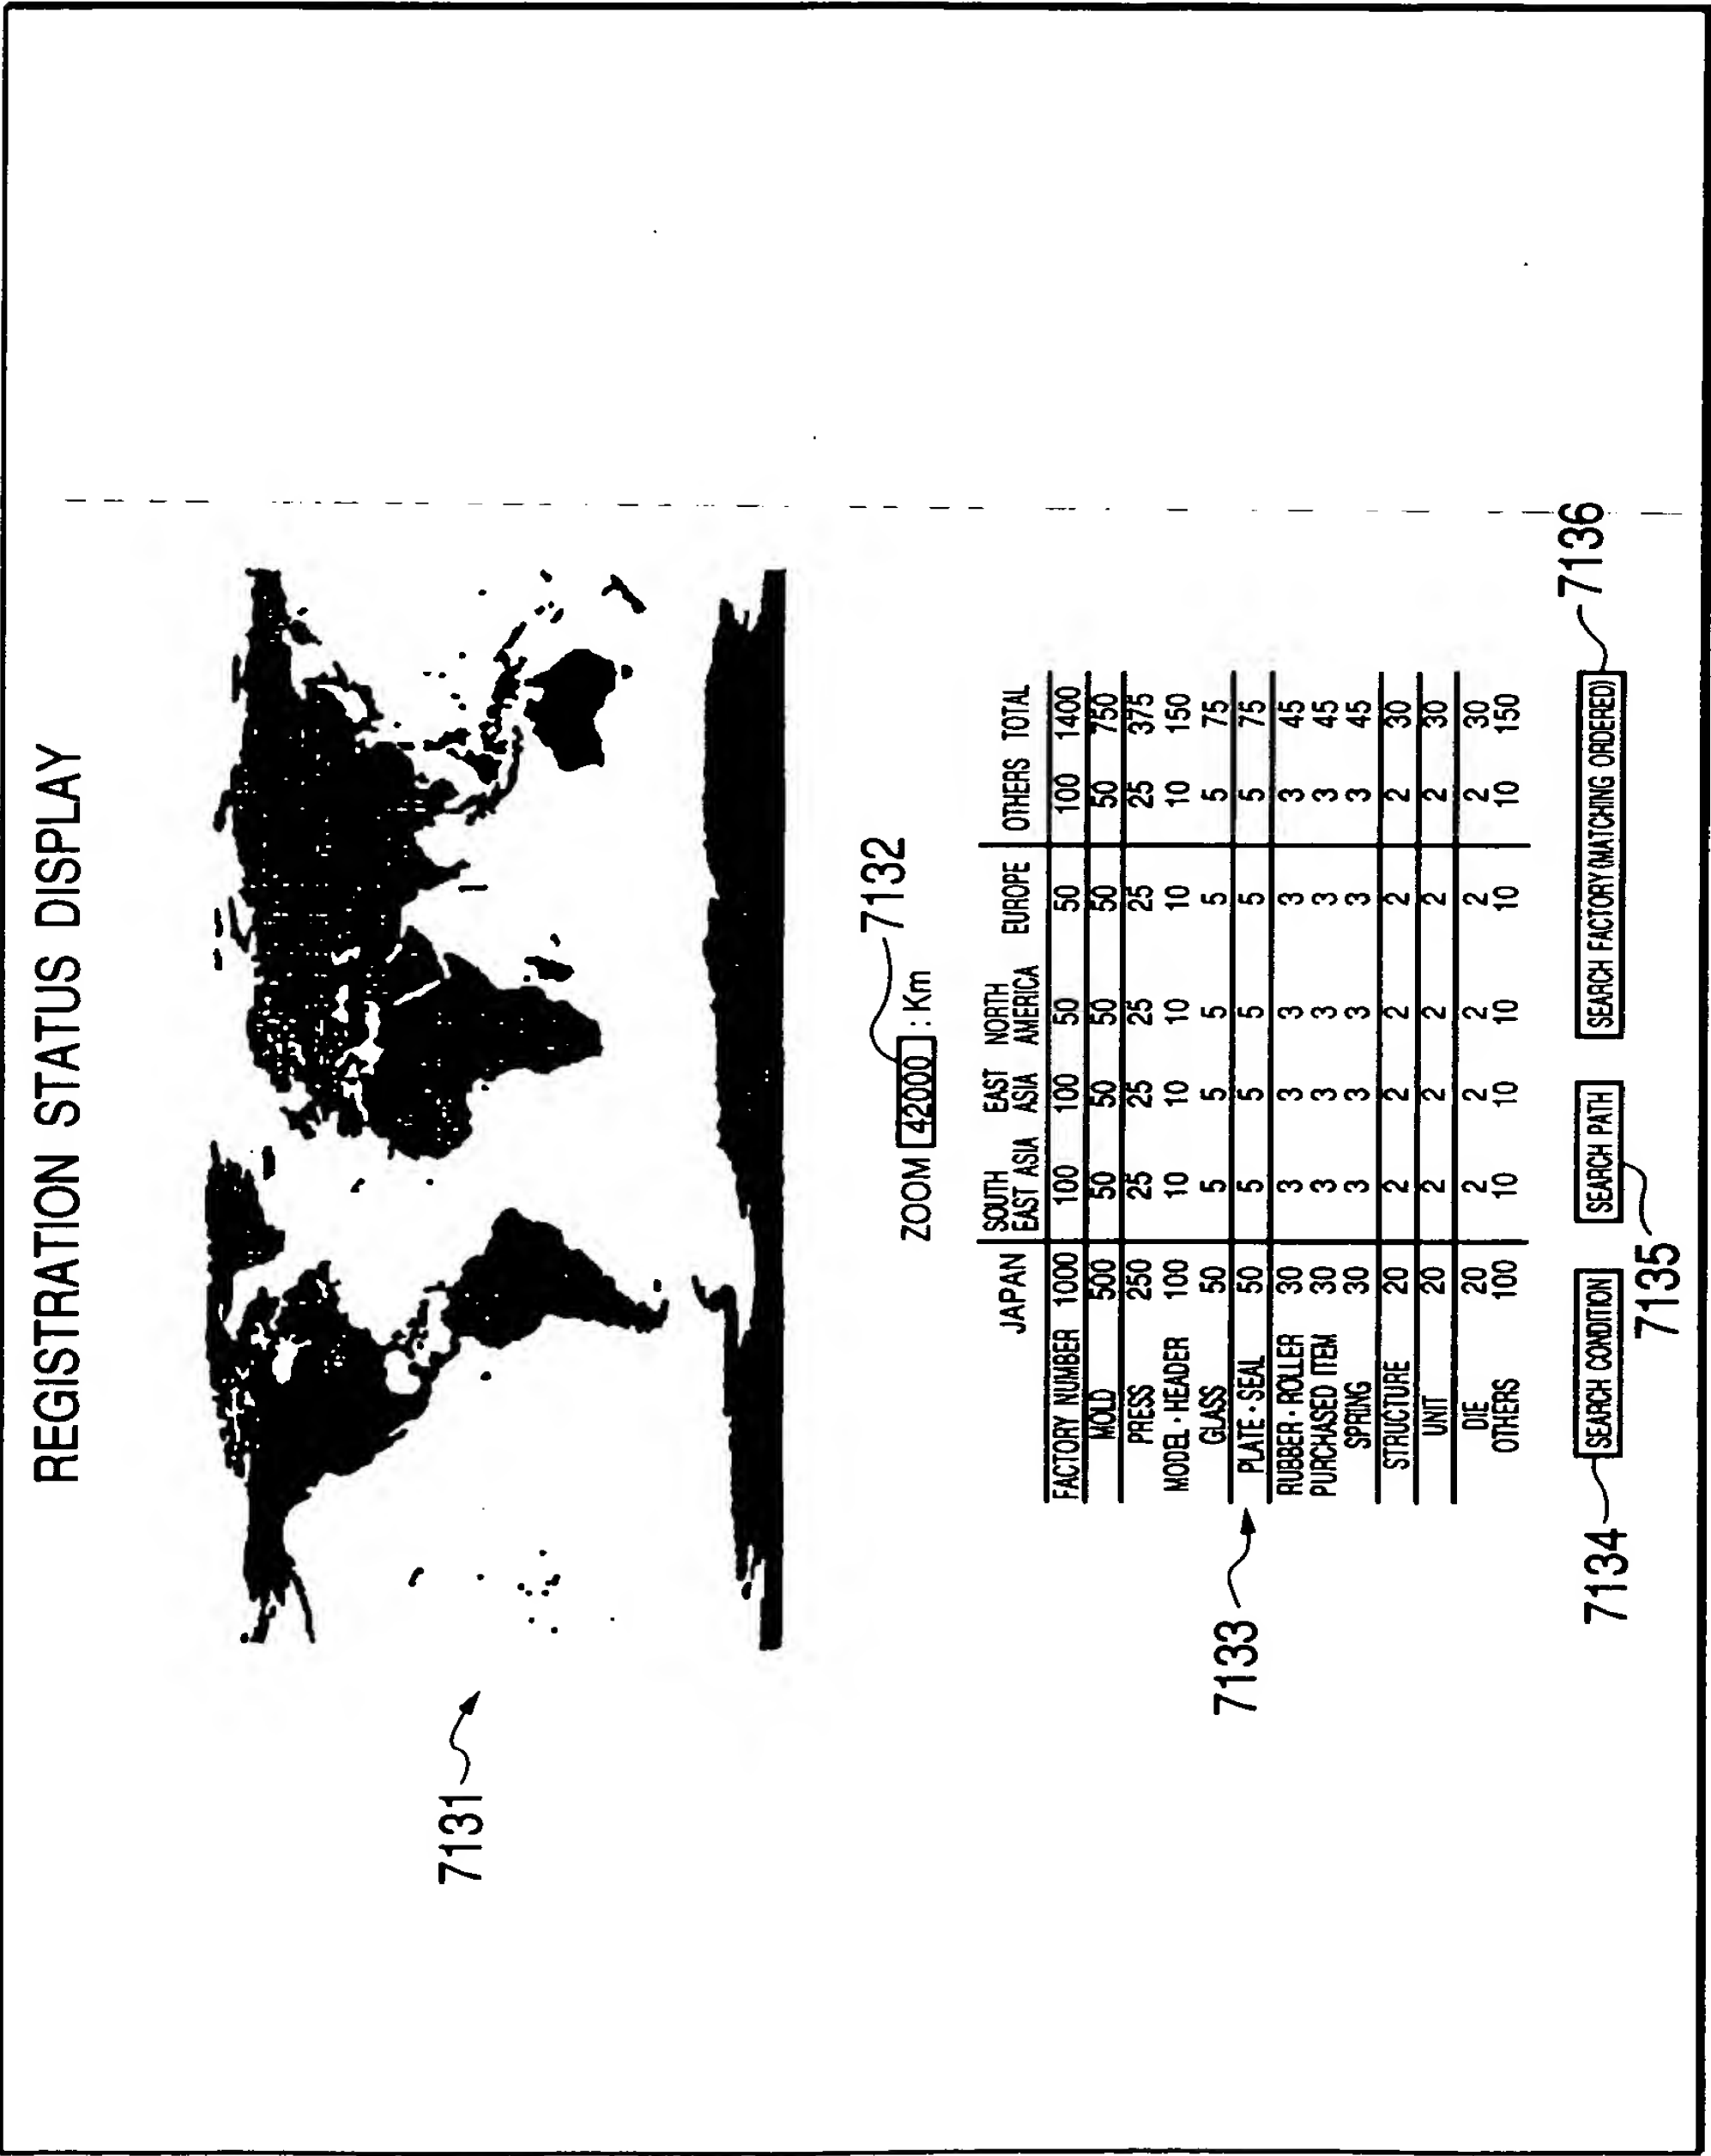 REGISTRATION STATUS DISPLAY
7131
7132
ZOOM 42000 : Km
JAPAN SOUTH EAST ASIA EAST ASIA NORTH AMERICA EUROPE OTHERS TOTAL
FACTORY NUMBER 1000 100 100 50 50 100 1400
MOLD 500 50 50 50 50 50 750
PRESS 250 25 25 25 25 25 375
MODEL · HEADER 100 10 10 10 10 10 150
GLASS 50 5 5 5 5 5 75
PLATE · SEAL 50 5 5 5 5 5 75
RUBBER · ROLLER 30 3 3 3 3 3 45
PURCHASED ITEM 30 3 3 3 3 3 45
SPRING 30 3 3 3 3 3 45
STRUCTURE 20 2 2 2 2 2 30
UNIT 20 2 2 2 2 2 30
DIE 20 2 2 2 2 2 30
OTHERS 100 10 10 10 10 10 150
7133
SEARCH CONDITION SEARCH PATH SEARCH FACTORY (MATCHING ORDERED)
7134
7135
7136